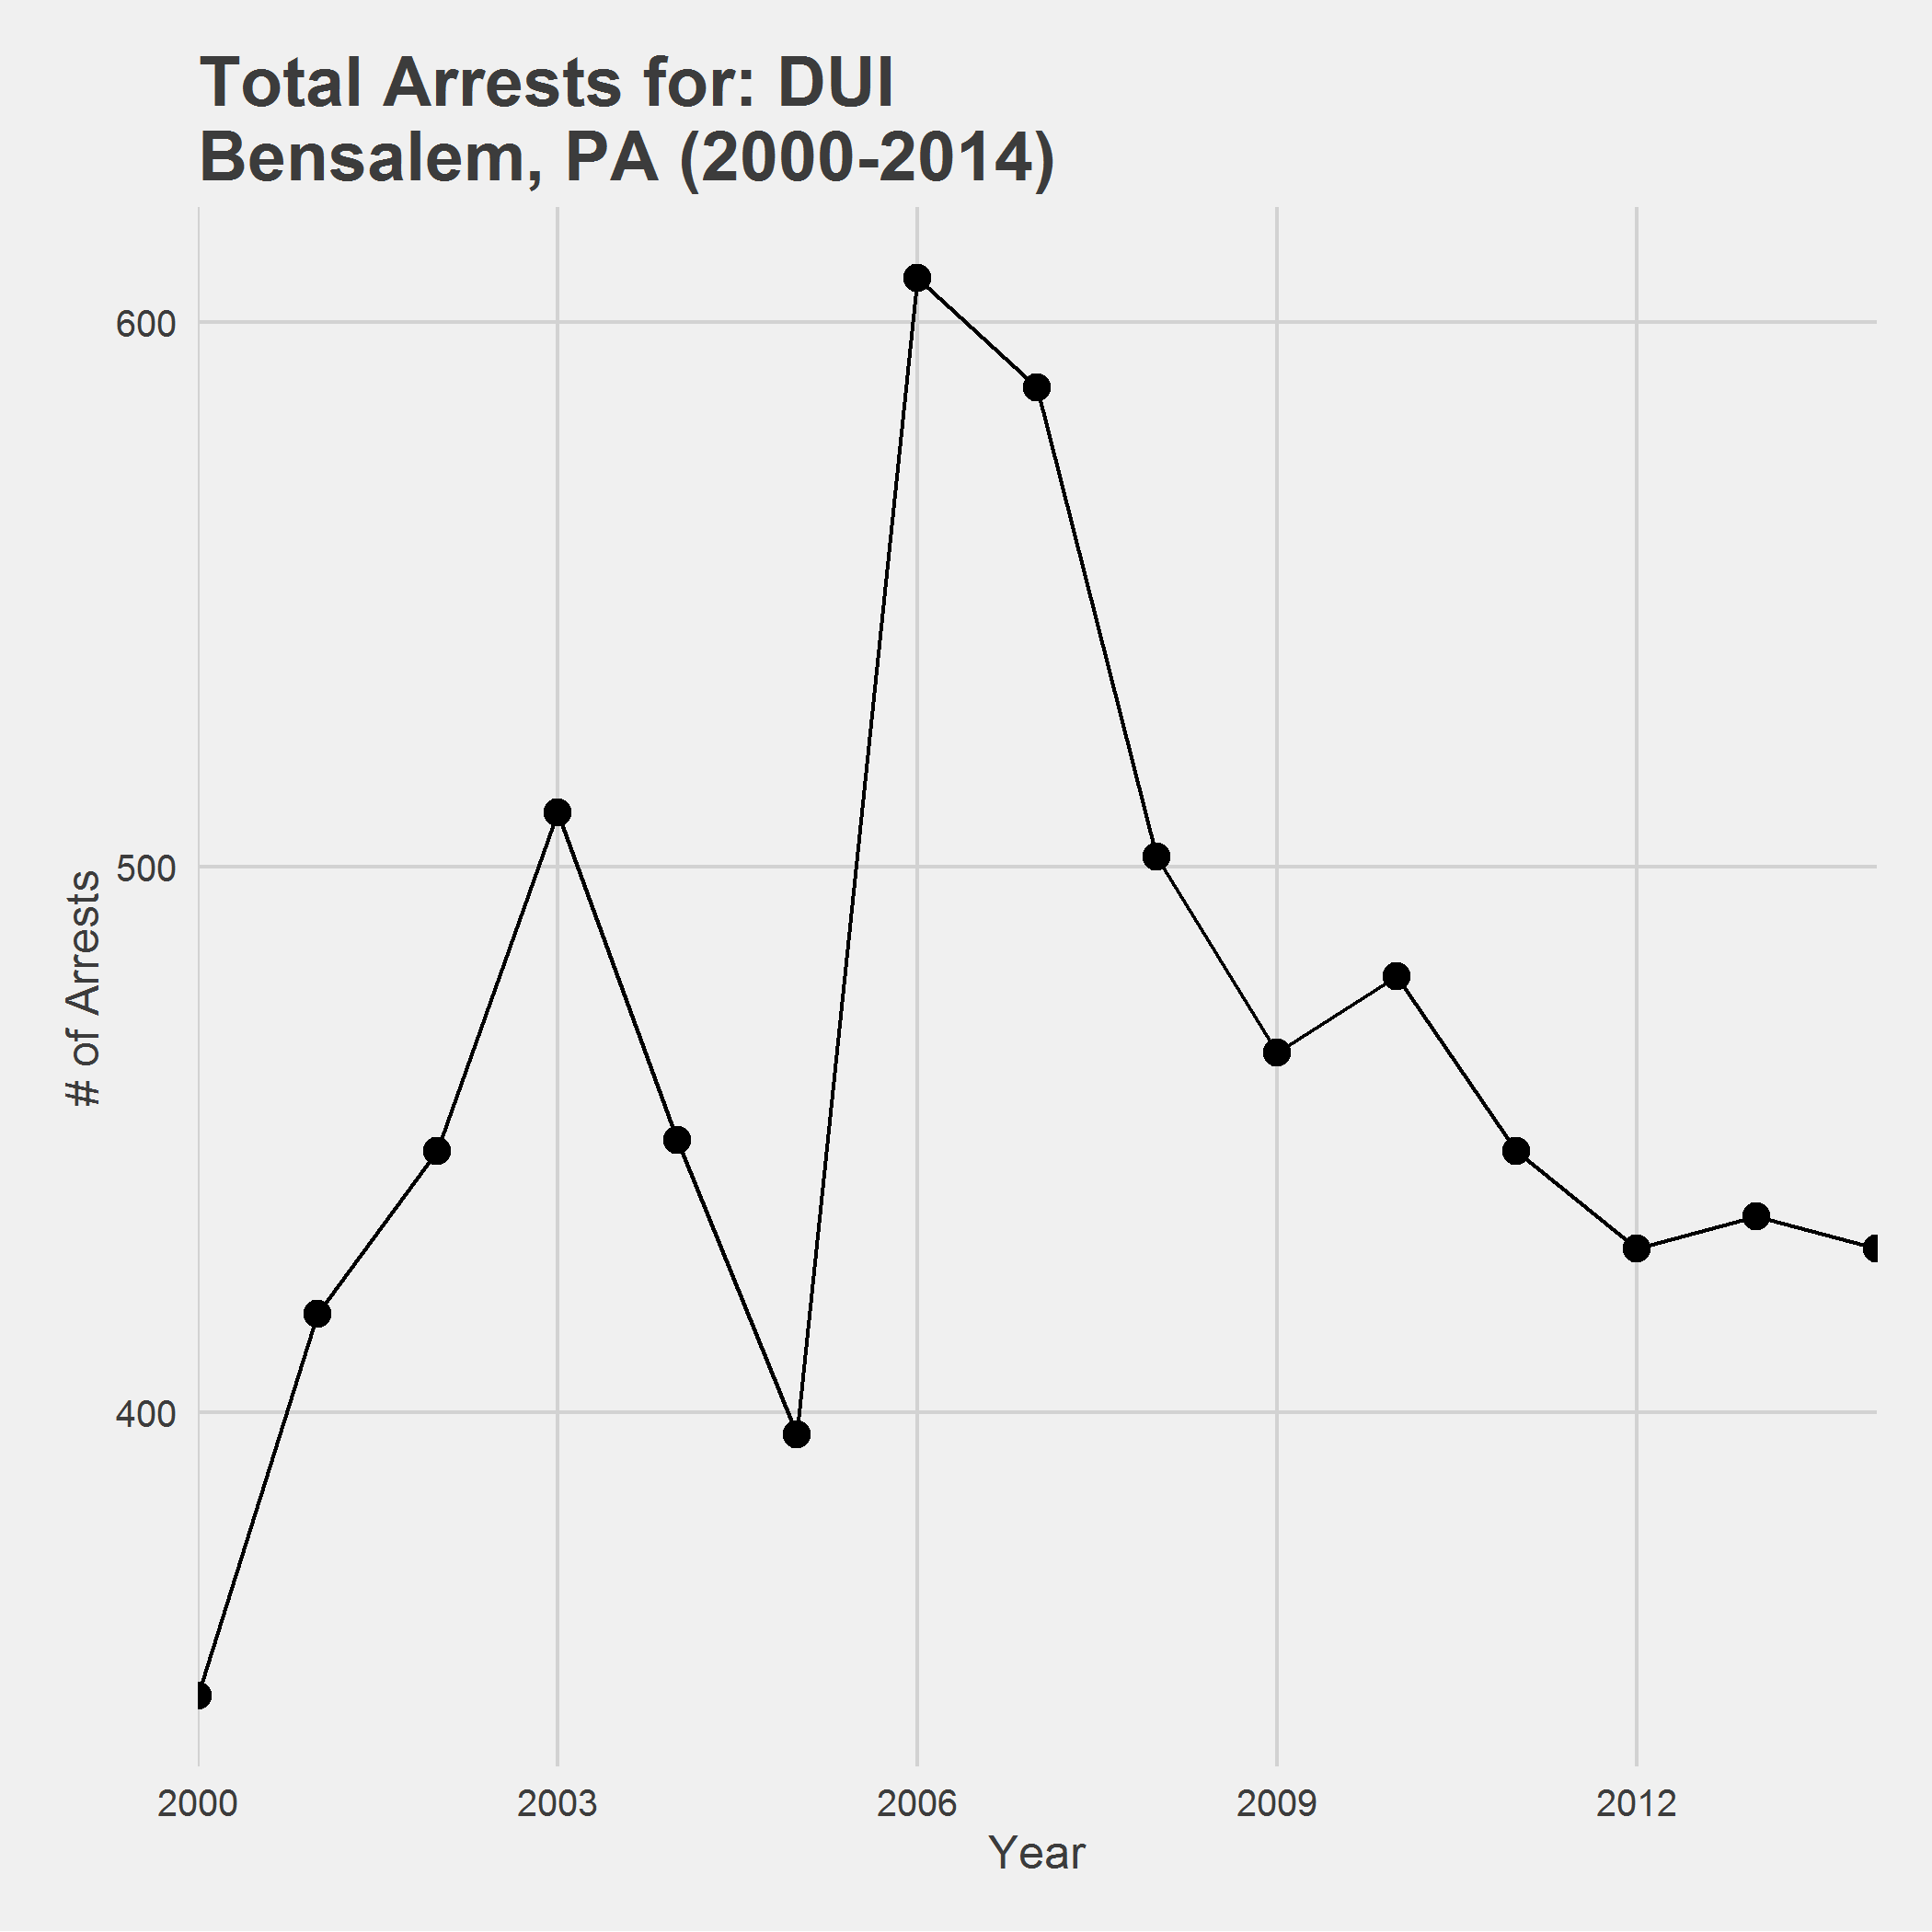 Total Arrests for: DUI
Bensalem, PA (2000-2014)
600
500
400
# of Arrests
2000
2003
2006
2009
2012
Year